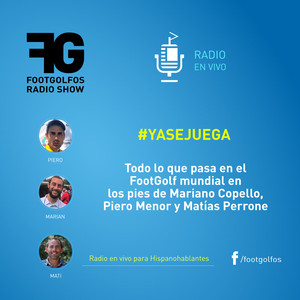 FG
FOOTGOLFOS
RADIO SHOW
RADIO
EN VIVO
#YASEJUEGA
PIERO
Todo lo que pasa en el
FootGolf mundial en
los pies de Mariano Copello,
Piero Menor y Matías Perrone
MARIAN
MATI
Radio en vivo para Hispanohablantes
f/footgolfos